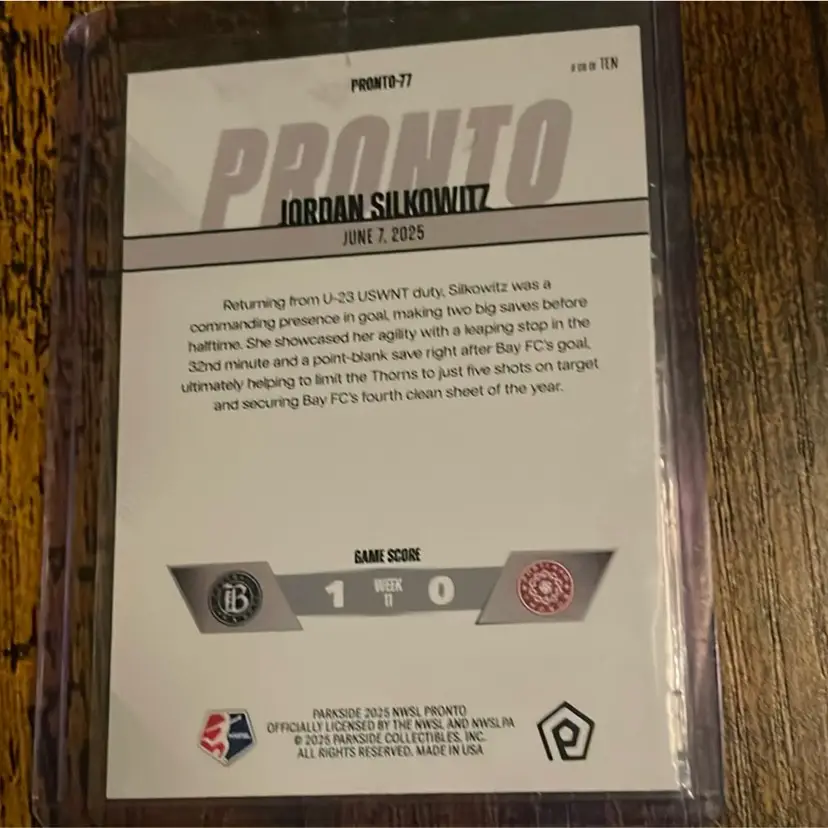 PRONTO-77
TEN
PRONTO
JORDAN SILKOWITZ
JUNE 7, 2025
Returning from U-23 USWNT duty, Silkowitz was a
commanding presence in goal, making two big saves before
halftime. She showcased her agility with a leaping stop in the
32nd minute and a point-blank save right after Bay FC's goal,
ultimately helping to limit the Thorns to just five shots on target
and securing Bay FC's fourth clean sheet of the year.
GAME SCORE
1 WEEK 0
11
PARKSIDE 2025 NWSL PRONTO
OFFICIALLY LICENSED BY THE NWSL AND NWSLPA
© 2025 PARKSIDE COLLECTIBLES, INC.
ALL RIGHTS RESERVED. MADE IN USA